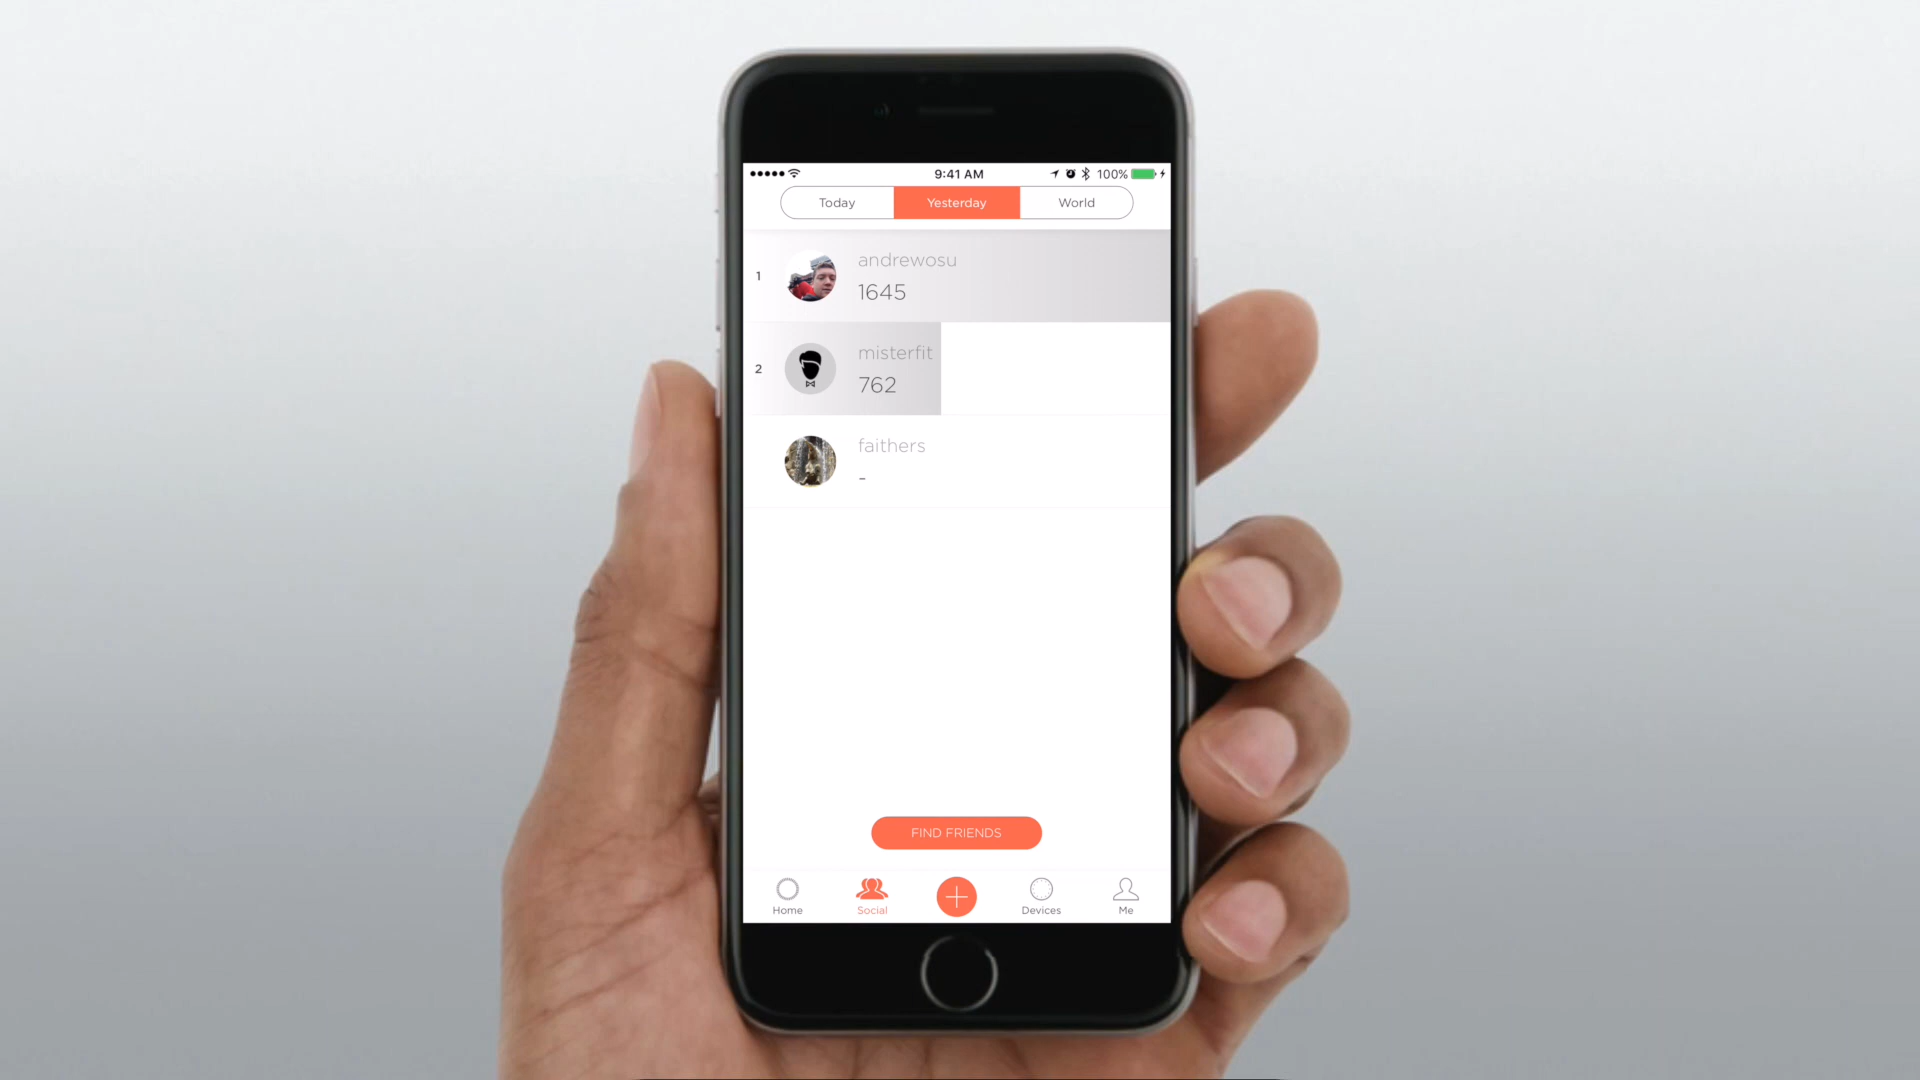 9:41 AM 100%
Today Yesterday World
1 andrewosu
1645
2 misterfit
762
faithers
-
FIND FRIENDS
Home Social Devices Me